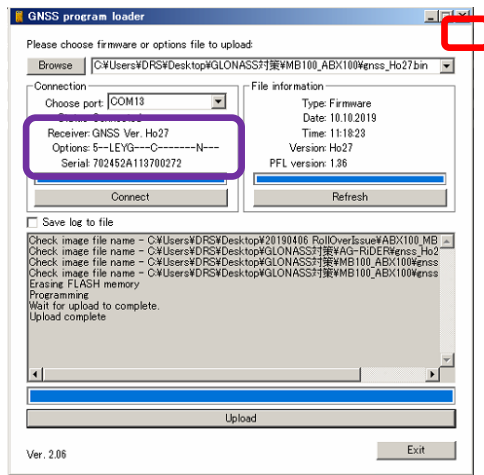 GNSS program loader
Please choose firmware or options file to upload:
Browse C:¥Users¥DRS¥Desktop¥GLONASS対策¥MB100_ABX100¥gnss_Ho27.bin
Connection
Choose port: COM13
Receiver: GNSS Ver. Ho27
Options: 5--LEYG---C-------N---
Serial: 702452A113700272
Connect
File information
Type: Firmware
Date: 10.10.2019
Time: 11:18:23
Version: Ho27
PFL version: 1.36
Refresh
Save log to file
Check image file name - C:¥Users¥DRS¥Desktop¥20190406 RollOverIssue¥ABX100_MB
Check image file name - C:¥Users¥DRS¥Desktop¥GLONASS対策¥AG-RiDER¥gnss_Ho2
Check image file name - C:¥Users¥DRS¥Desktop¥GLONASS対策¥MB100_ABX100¥gnss
Check image file name - C:¥Users¥DRS¥Desktop¥GLONASS対策¥MB100_ABX100¥gnss
Erasing FLASH memory
Programming
Wait for upload to complete.
Upload complete
Upload
Ver. 2.06
Exit